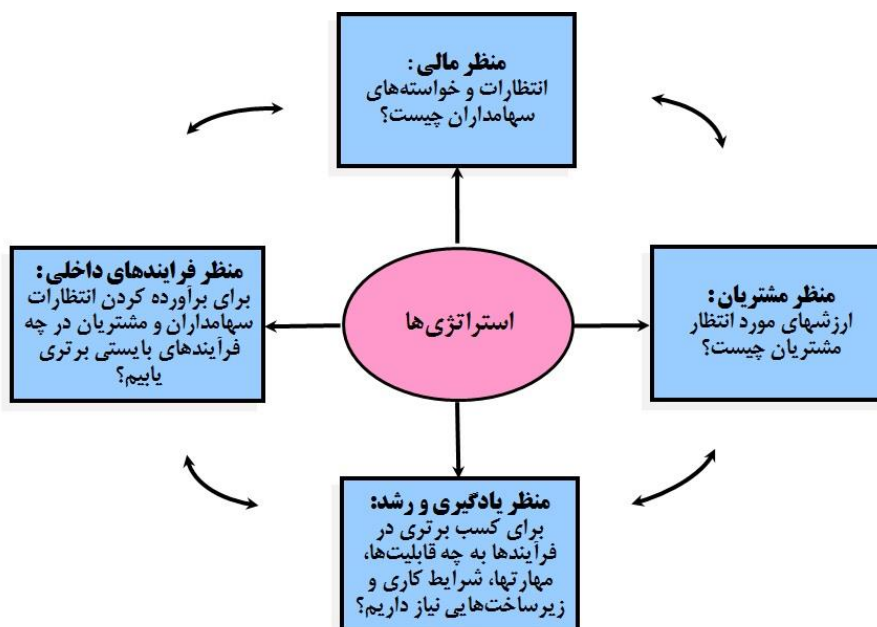 منظر مالی:
انتظارات و خواسته‌های
سهامداران چیست؟
منظر فرایندهای داخلی:
برای برآورده کردن انتظارات
سهامداران و مشتریان در چه
فرآیندهای بایستی برتری
یابیم؟
استراتژی‌ها
منظر مشتریان:
ارزشهای مورد انتظار
مشتریان چیست؟
منظر یادگیری و رشد:
برای کسب برتری در
فرآیندها به چه قابلیت‌ها،
مهارتها، شرایط کاری و
زیرساخت‌هایی نیاز داریم؟